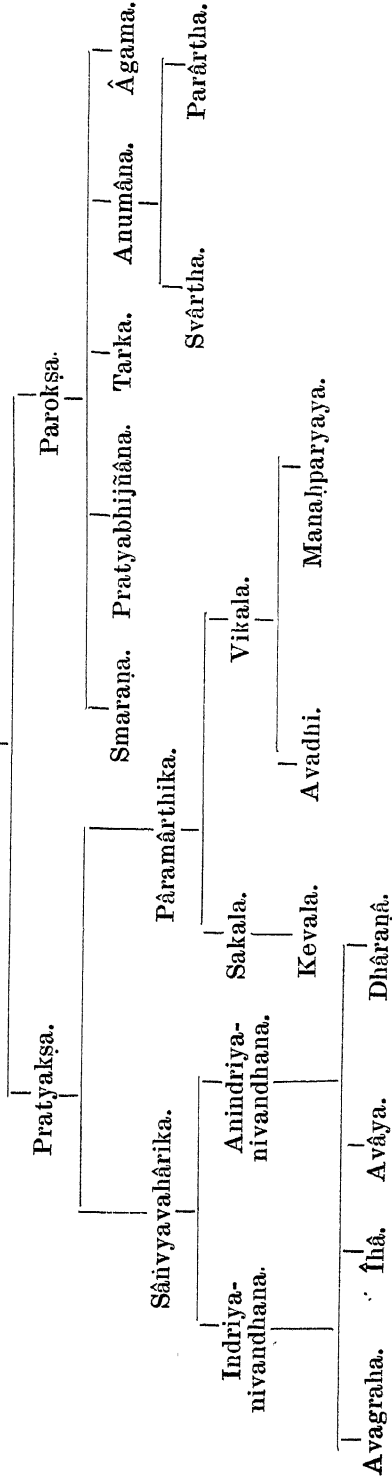 Pratyakṣa. Parokṣa.
Sâṅvyavahârika. Pâramârthika. Smaraṇa. Pratyabhijñâna. Tarka. Anumâna. Âgama.
Indriya-
nivandhana.
Anindriya-
nivandhana.
Sakala. Vikala. Svârtha. Parârtha.
Kevala. Avadhi. Manaḥparyaya.
Avagraha. Îhâ. Avâya. Dhâraṇâ.